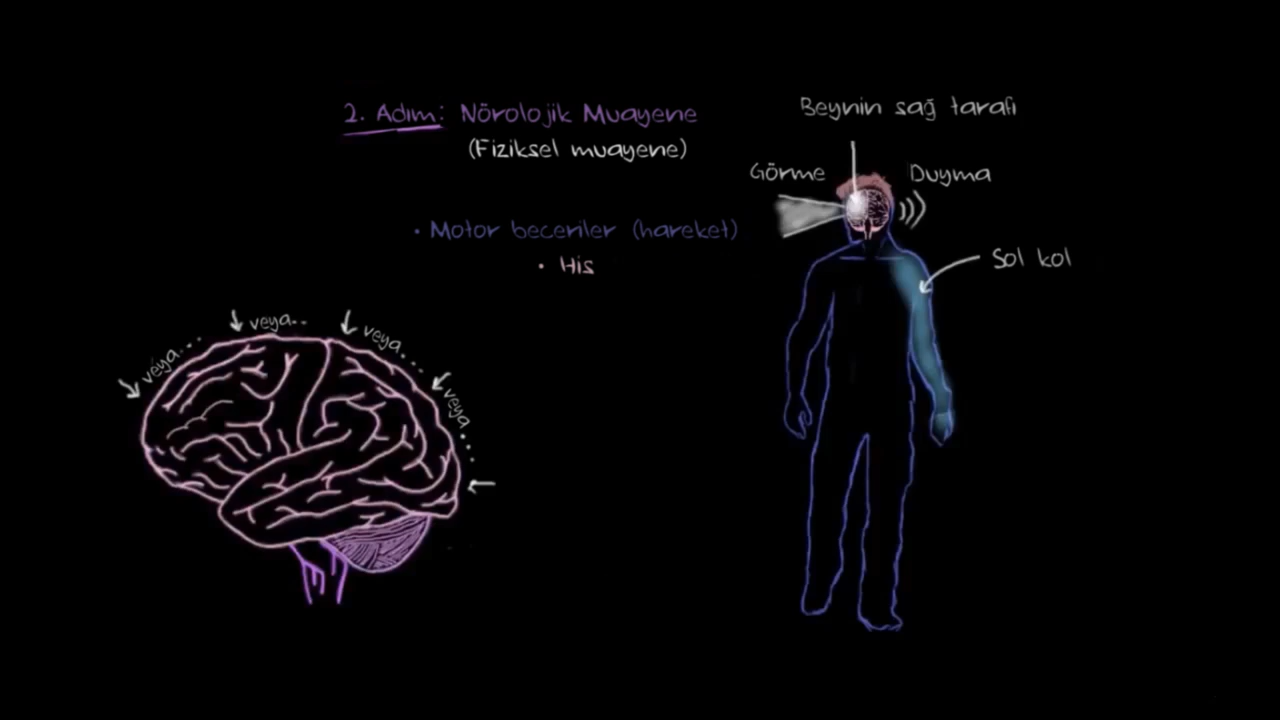 2. Adım: Nörolojik Muayene
(Fiziksel muayene)
• Motor beceriler (hareket)
• His
Beynin sağ tarafı
Görme
Duyma
Sol kol
veya...
veya..
veya...
veya....